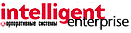 intelligent
корпоративные системы
enterprise